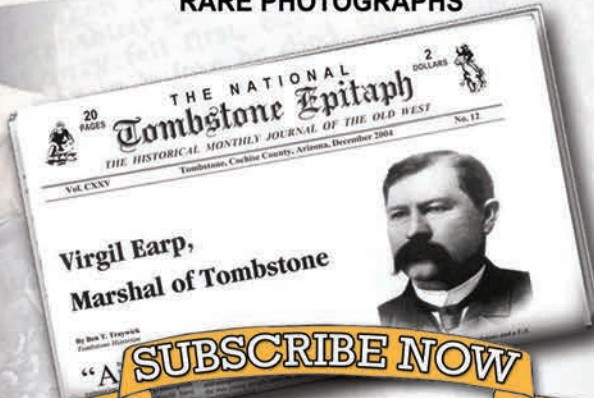 RARE PHOTOGRAPHS
20
PAGES
THE NATIONAL
2
DOLLARS
Tombstone Epitaph
THE HISTORICAL MONTHLY JOURNAL OF THE OLD WEST
Vol. CXXV
Tombstone, Cochise County, Arizona, December 2004
No. 12
Virgil Earp,
Marshal of Tombstone
By Ben T. Traywick
Tombstone Historian
“A
SUBSCRIBE NOW